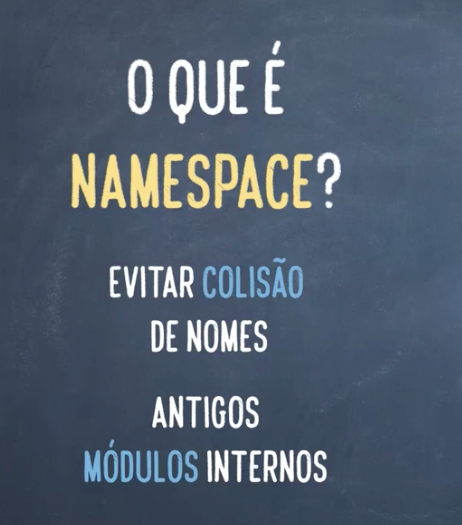 O QUE É
NAMESPACE?
EVITAR COLISÃO
DE NOMES
ANTIGOS
MÓDULOS INTERNOS